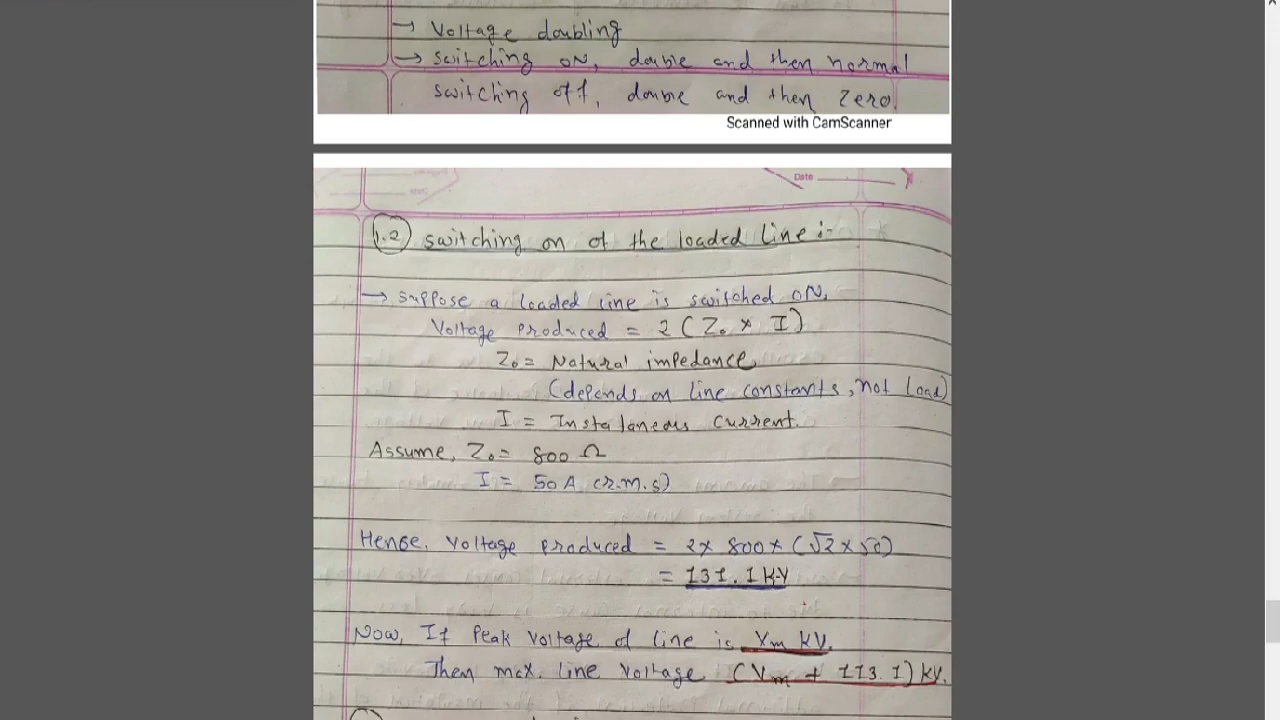 → Voltage doubling
→ switching ON, double and then normal
switching off, double and then zero.
Scanned with CamScanner
Date
1.2) switching on of the loaded line :-
→ suppose a loaded line is switched ON,
Voltage produced = 2 (Z₀ × I)
Z₀ = Natural impedance
(depends on line constants, not load)
I = Instataneous current.
Assume, Z₀ = 800 Ω
I = 50 A (r.m.s)
Hense, voltage produced = 2× 800× (√2 × 50)
= 131.1 kV
Now, If Peak voltage of line is Vm kV.
Then max. line voltage (Vm + 113.1) kV.